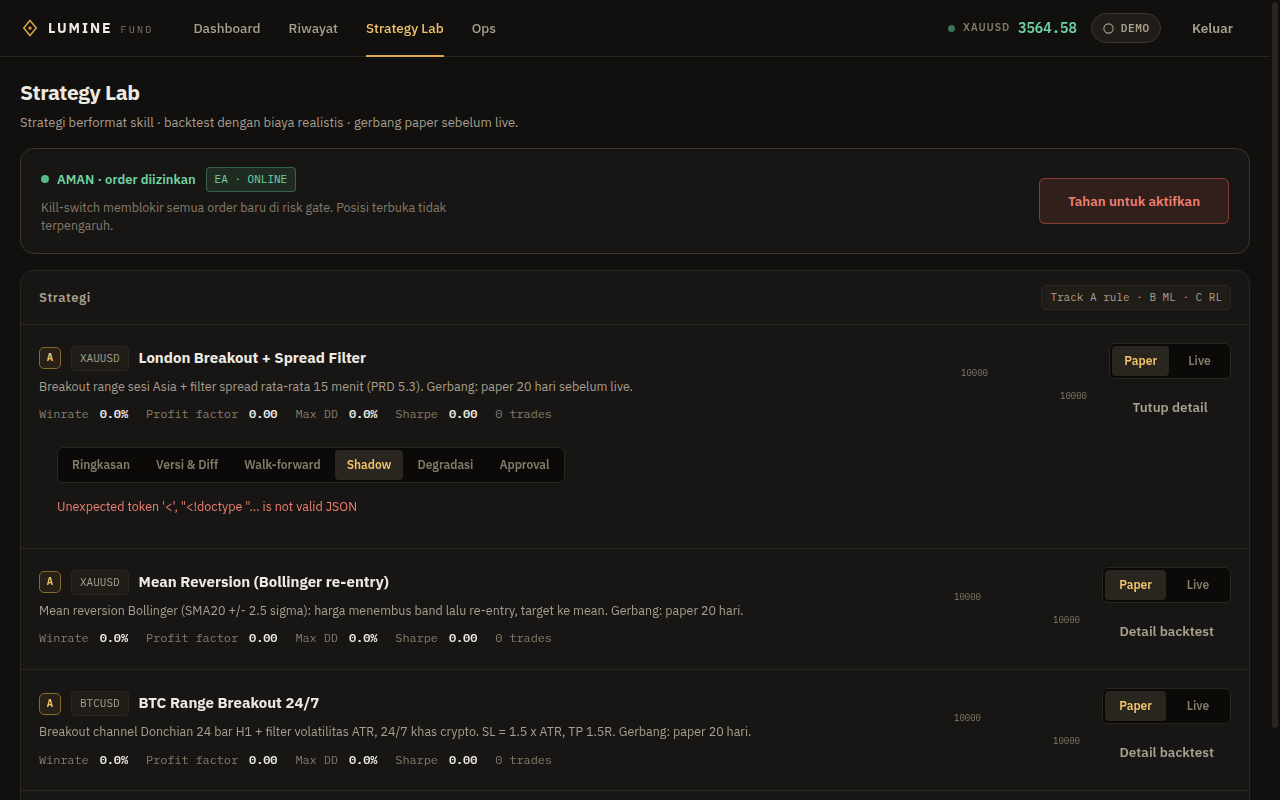 LUMINE FUND Dashboard Riwayat Strategy Lab Ops XAUUSD 3564.58 DEMO Keluar
Strategy Lab
Strategi berformat skill · backtest dengan biaya realistis · gerbang paper sebelum live.
AMAN · order diizinkan EA · ONLINE
Kill-switch memblokir semua order baru di risk gate. Posisi terbuka tidak
terpengaruh.
Tahan untuk aktifkan
Strategi Track A rule · B ML · C RL
A XAUUSD London Breakout + Spread Filter
Breakout range sesi Asia + filter spread rata-rata 15 menit (PRD 5.3). Gerbang: paper 20 hari sebelum live.
Winrate 0.0% Profit factor 0.00 Max DD 0.0% Sharpe 0.00 0 trades
10000
10000
Paper Live
Tutup detail
Ringkasan Versi & Diff Walk-forward Shadow Degradasi Approval
Unexpected token '<', "<!doctype "... is not valid JSON
A XAUUSD Mean Reversion (Bollinger re-entry)
Mean reversion Bollinger (SMA20 +/- 2.5 sigma): harga menembus band lalu re-entry, target ke mean. Gerbang: paper 20 hari.
Winrate 0.0% Profit factor 0.00 Max DD 0.0% Sharpe 0.00 0 trades
10000
10000
Paper Live
Detail backtest
A BTCUSD BTC Range Breakout 24/7
Breakout channel Donchian 24 bar H1 + filter volatilitas ATR, 24/7 khas crypto. SL = 1.5 x ATR, TP 1.5R. Gerbang: paper 20 hari.
Winrate 0.0% Profit factor 0.00 Max DD 0.0% Sharpe 0.00 0 trades
10000
10000
Paper Live
Detail backtest